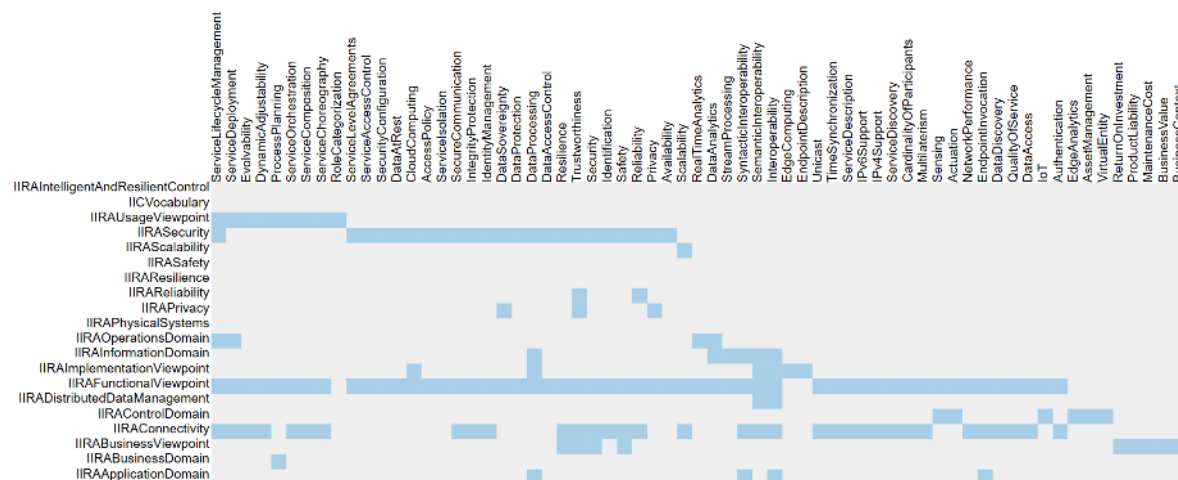 ServiceLifecycleManagement
ServiceDeployment
Evolvability
DynamicAdjustability
ProcessPlanning
ServiceOrchestration
ServiceComposition
ServiceChoreography
RoleCategorization
ServiceLevelAgreements
ServiceAccessControl
SecurityConfiguration
DataAtRest
CloudComputing
AccessPolicy
ServiceIsolation
SecureCommunication
IntegrityProtection
IdentityManagement
DataSovereignty
DataProtection
DataProcessing
DataAccessControl
Resilience
Trustworthiness
Security
Identification
Safety
Reliability
Privacy
Availability
Scalability
RealTimeAnalytics
DataAnalytics
StreamProcessing
SyntacticInteroperability
SemanticInteroperability
Interoperability
EdgeComputing
EndpointDescription
Unicast
TimeSynchronization
ServiceDescription
IPv6Support
IPv4Support
ServiceDiscovery
CardinalityOfParticipants
Multilaterism
Sensing
Actuation
NetworkPerformance
EndpointInvocation
DataDiscovery
QualityOfService
DataAccess
IoT
Authentication
EdgeAnalytics
AssetManagement
VirtualEntity
ReturnOnInvestment
ProductLiability
MaintenanceCost
BusinessValue
IIRAIntelligentAndResilientControl
IICVocabulary
IIRAUsageViewpoint
IIRASecurity
IIRAScalability
IIRASafety
IIRAResilience
IIRAReliability
IIRAPrivacy
IIRAPhysicalSystems
IIRAOperationsDomain
IIRAInformationDomain
IIRAImplementationViewpoint
IIRAFunctionalViewpoint
IIRADistributedDataManagement
IIRAControlDomain
IIRAConnectivity
IIRABusinessViewpoint
IIRABusinessDomain
IIRAApplicationDomain